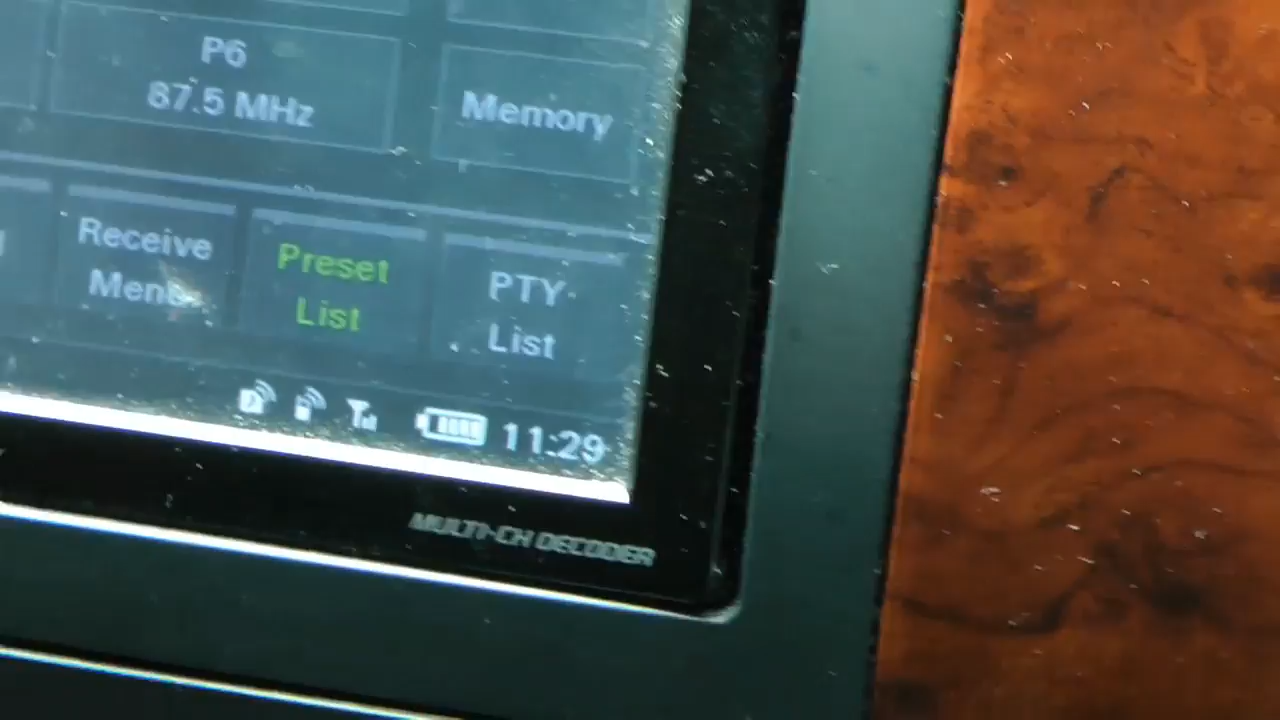 P6
87.5 MHz
Memory
Receive
Menu
Preset
List
PTY
List
11:29
MULTI-CH DECODER